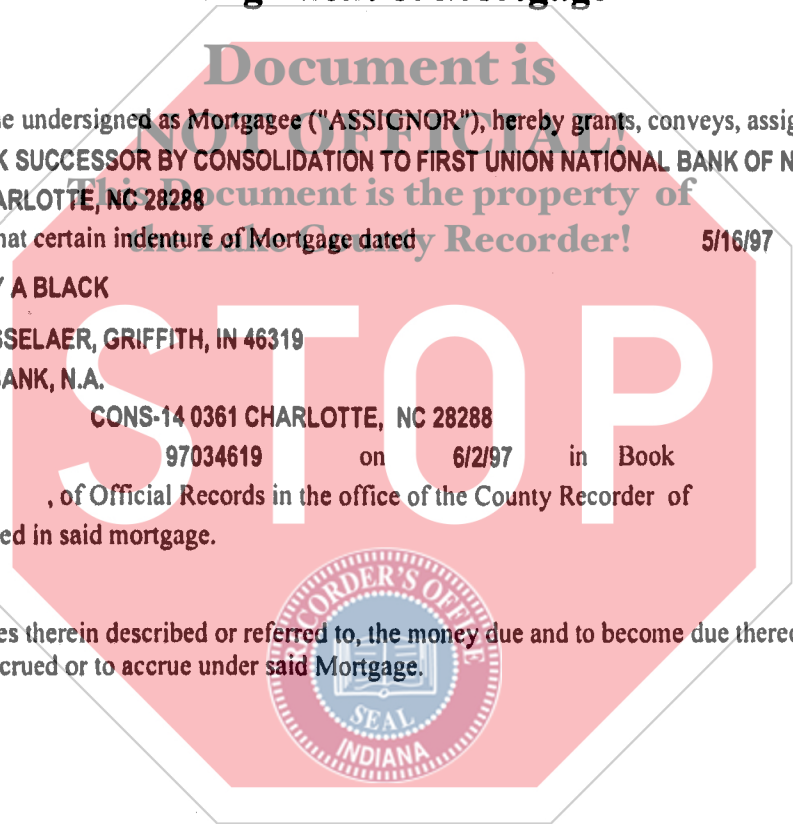 Document is
e undersigned as Mortgagee ("ASSIGNOR"), hereby grants, conveys, assig
NOT OFFICIAL!
K SUCCESSOR BY CONSOLIDATION TO FIRST UNION NATIONAL BANK OF N
This Document is the property of
ARLOTTE, NC 28288
the Lake County Recorder!
hat certain indenture of Mortgage dated 5/16/97
A BLACK
SSELAER, GRIFFITH, IN 46319
BANK, N.A.
CONS-14 0361 CHARLOTTE, NC 28288
97034619 on 6/2/97 in Book
, of Official Records in the office of the County Recorder of
ed in said mortgage.
STOP
RECORDER'S OFFICE
es therein described or referred to, the money due and to become due thereo
crued or to accrue under said Mortgage.
SEAL
INDIANA